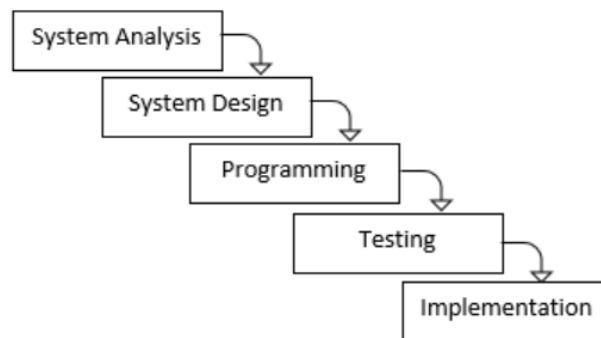 System Analysis
System Design
Programming
Testing
Implementation